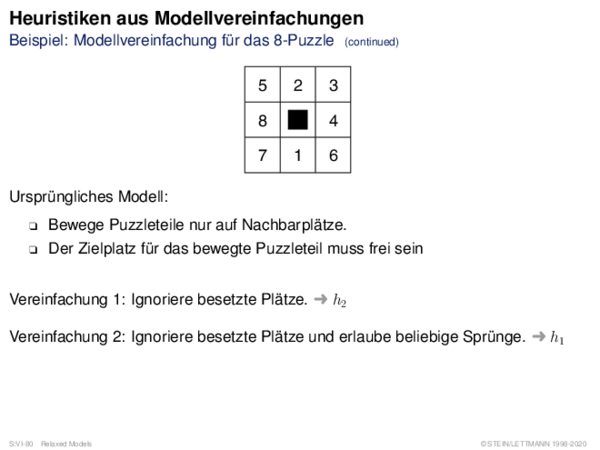 Heuristiken aus Modellvereinfachungen
Beispiel: Modellvereinfachung für das 8-Puzzle (continued)
5 2 3
8 4
7 1 6
Ursprüngliches Modell:
❑ Bewege Puzzleteile nur auf Nachbarplätze.
❑ Der Zielplatz für das bewegte Puzzleteil muss frei sein
Vereinfachung 1: Ignoriere besetzte Plätze. ➜ h₂
Vereinfachung 2: Ignoriere besetzte Plätze und erlaube beliebige Sprünge. ➜ h₁
S:VI-80 Relaxed Models ©STEIN/LETTMANN 1998-2020